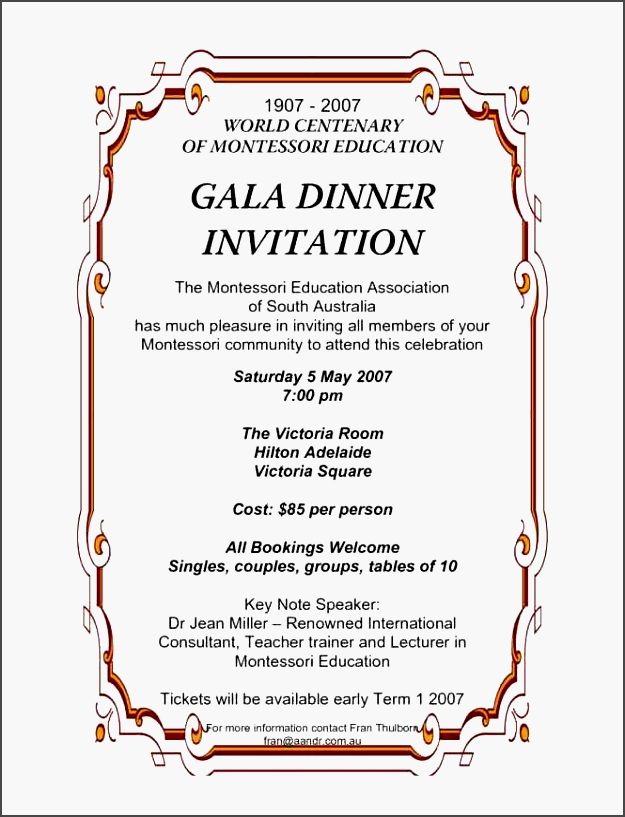 1907 - 2007
WORLD CENTENARY
OF MONTESSORI EDUCATION
GALA DINNER
INVITATION
The Montessori Education Association
of South Australia
has much pleasure in inviting all members of your
Montessori community to attend this celebration
Saturday 5 May 2007
7:00 pm
The Victoria Room
Hilton Adelaide
Victoria Square
Cost: $85 per person
All Bookings Welcome
Singles, couples, groups, tables of 10
Key Note Speaker:
Dr Jean Miller – Renowned International
Consultant, Teacher trainer and Lecturer in
Montessori Education
Tickets will be available early Term 1 2007
For more information contact Fran Thulborn
fran@aandr.com.au